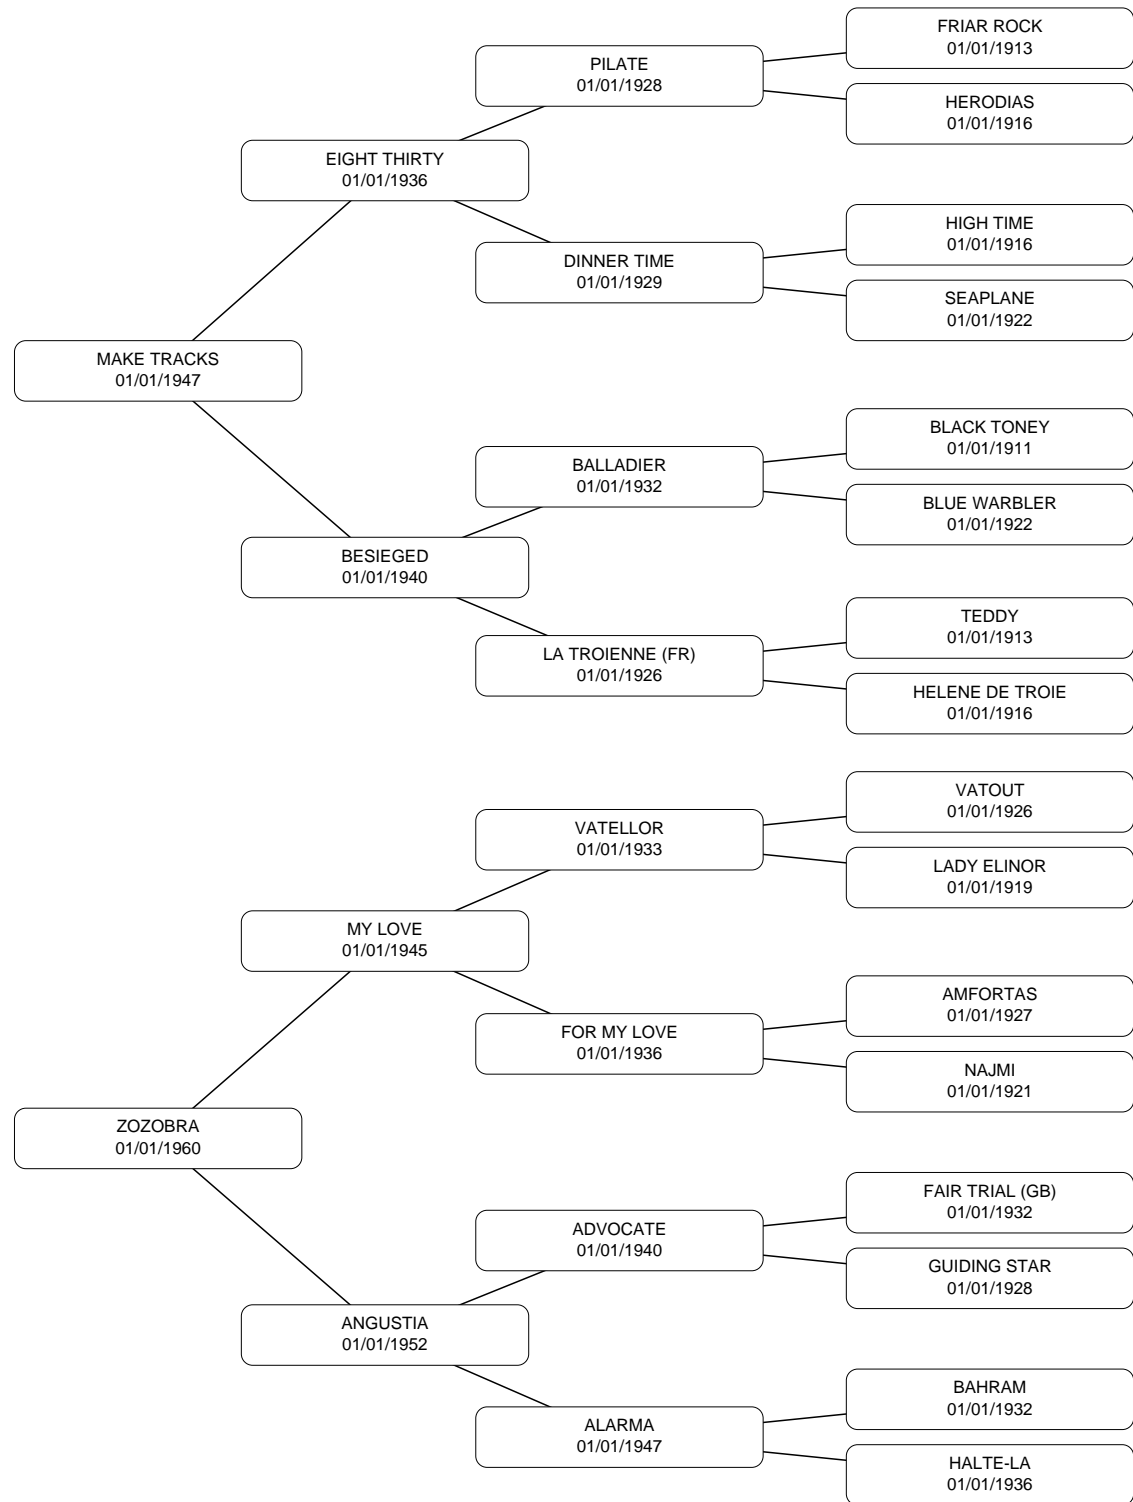 FRIAR ROCK
01/01/1913
PILATE
01/01/1928
HERODIAS
01/01/1916
EIGHT THIRTY
01/01/1936
HIGH TIME
01/01/1916
DINNER TIME
01/01/1929
SEAPLANE
01/01/1922
MAKE TRACKS
01/01/1947
BLACK TONEY
01/01/1911
BALLADIER
01/01/1932
BLUE WARBLER
01/01/1922
BESIEGED
01/01/1940
TEDDY
01/01/1913
LA TROIENNE (FR)
01/01/1926
HELENE DE TROIE
01/01/1916
VATOUT
01/01/1926
VATELLOR
01/01/1933
LADY ELINOR
01/01/1919
MY LOVE
01/01/1945
AMFORTAS
01/01/1927
FOR MY LOVE
01/01/1936
NAJMI
01/01/1921
ZOZOBRA
01/01/1960
FAIR TRIAL (GB)
01/01/1932
ADVOCATE
01/01/1940
GUIDING STAR
01/01/1928
ANGUSTIA
01/01/1952
BAHRAM
01/01/1932
ALARMA
01/01/1947
HALTE-LA
01/01/1936